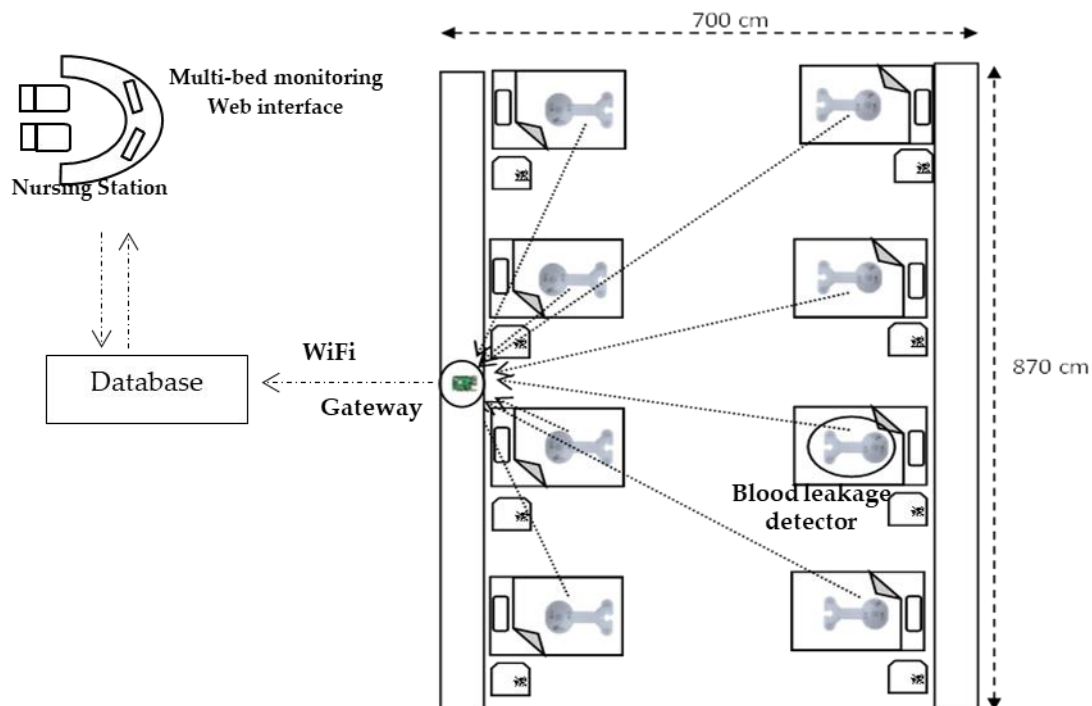 700 cm
Multi-bed monitoring
Web interface
Nursing Station
WiFi
Database
Gateway
870 cm
Blood leakage
detector